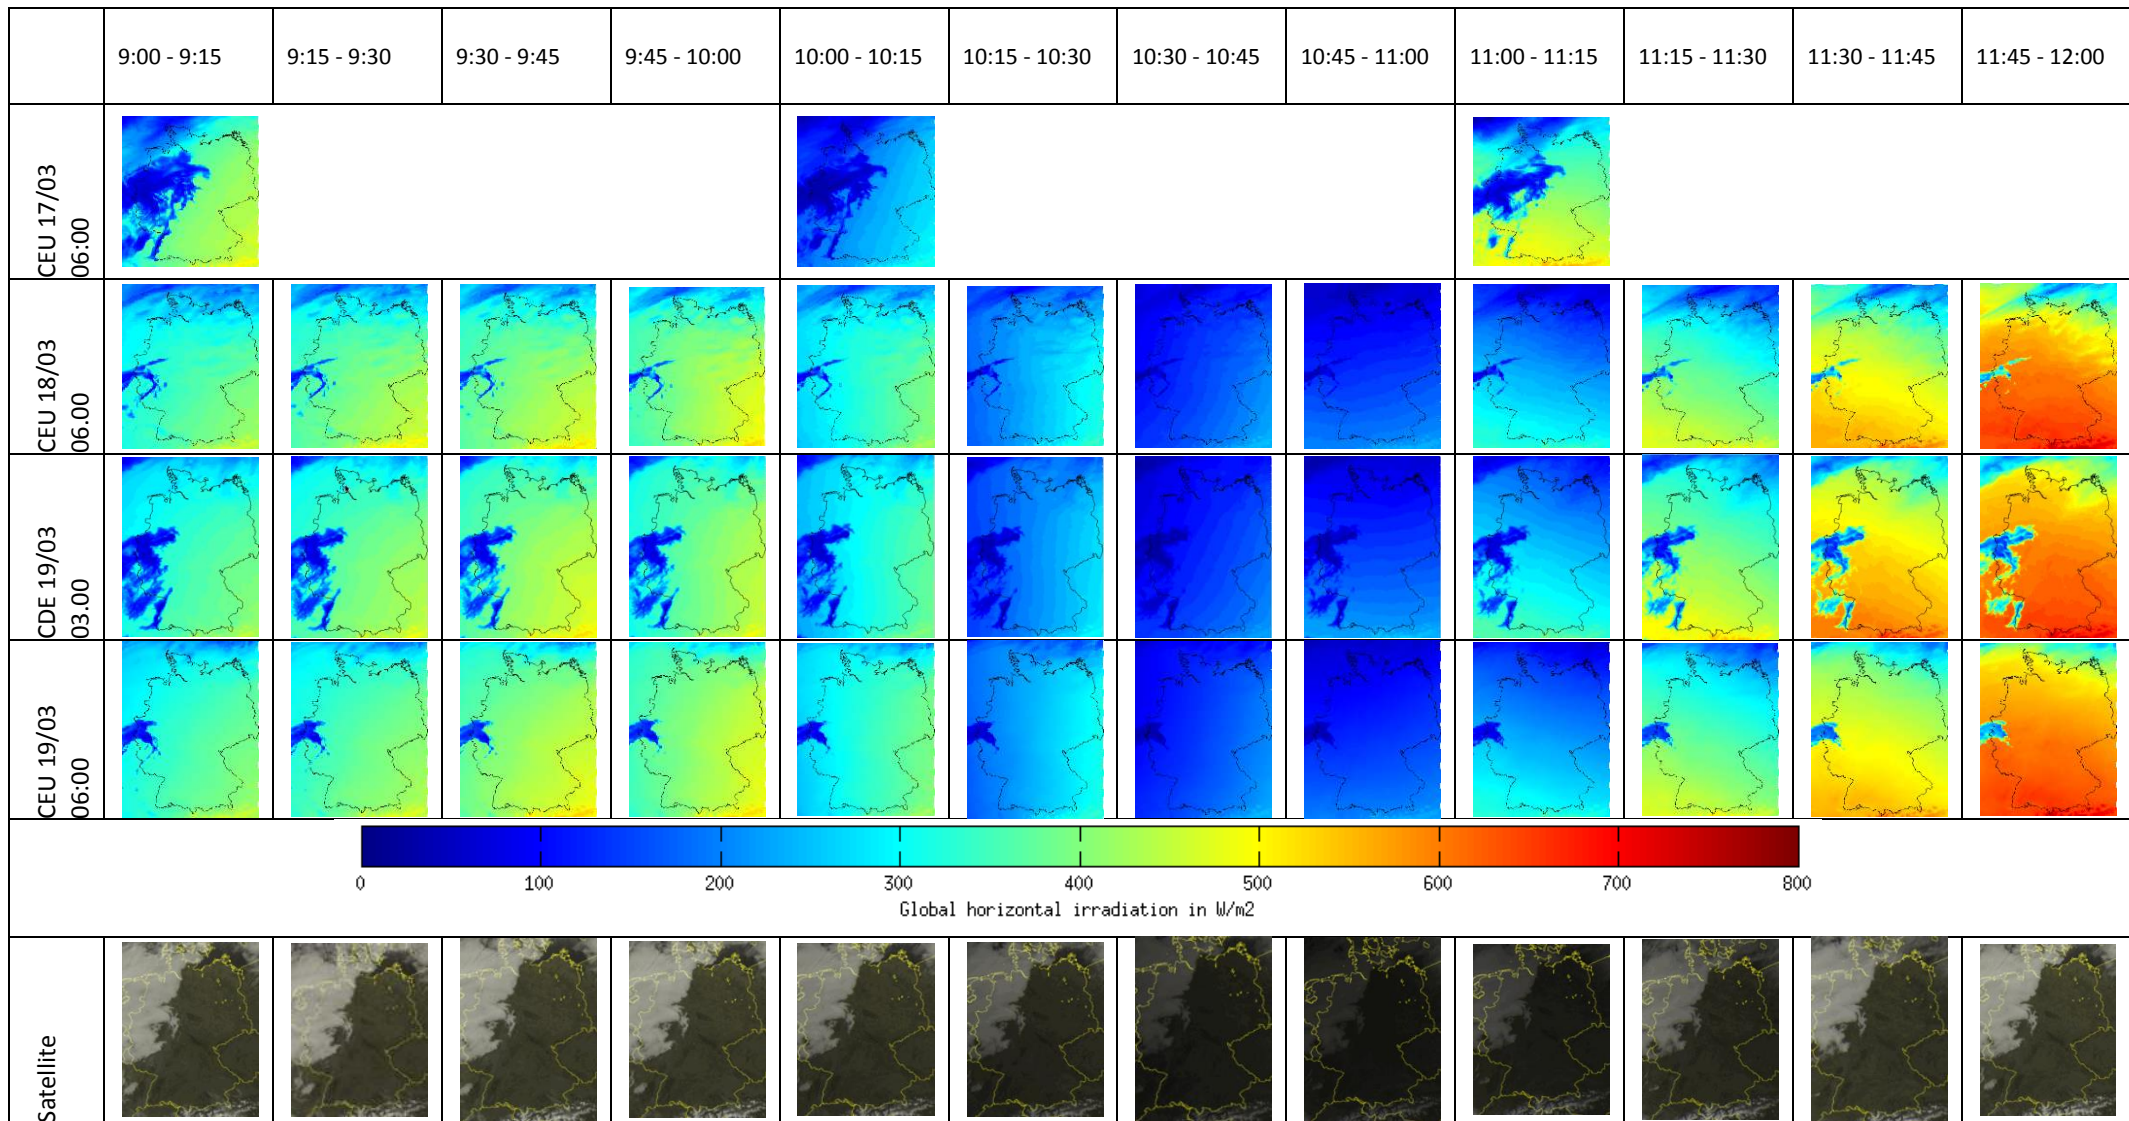 9:00 - 9:15 9:15 - 9:30 9:30 - 9:45 9:45 - 10:00 10:00 - 10:15 10:15 - 10:30 10:30 - 10:45 10:45 - 11:00 11:00 - 11:15 11:15 - 11:30 11:30 - 11:45 11:45 - 12:00
CEU 17/03
06:00
CEU 18/03
06.00
CDE 19/03
03.00
CEU 19/03
06:00
0 100 200 300 400 500 600 700 800
Global horizontal irradiation in W/m2
Satellite